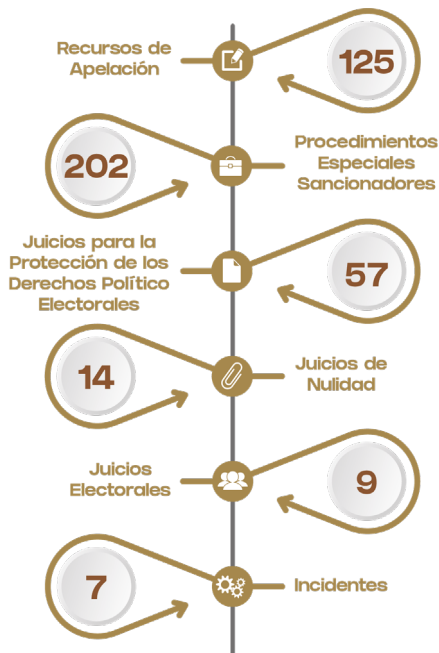 Recursos de
Apelación
125
202
Procedimientos
Especiales
Sancionadores
Juicios para la
Protección de los
Derechos Político
Electorales
57
14
Juicios de
Nulidad
Juicios
Electorales
9
7
Incidentes